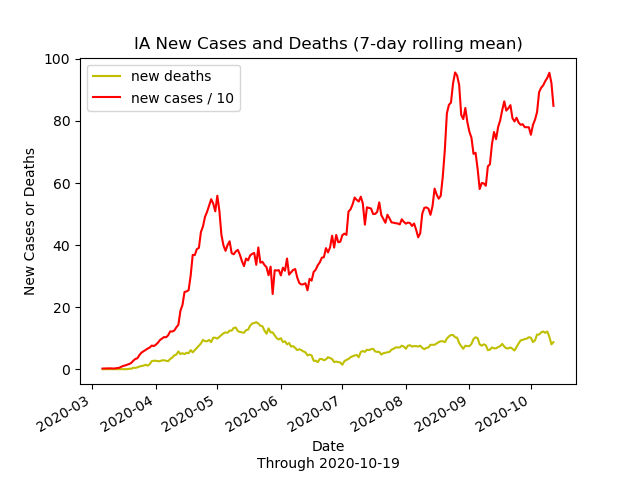 IA New Cases and Deaths (7-day rolling mean)
new deaths
new cases / 10
100
80
60
40
20
0
New Cases or Deaths
2020-03
2020-04
2020-05
2020-06
2020-07
2020-08
2020-09
2020-10
Date
Through 2020-10-19